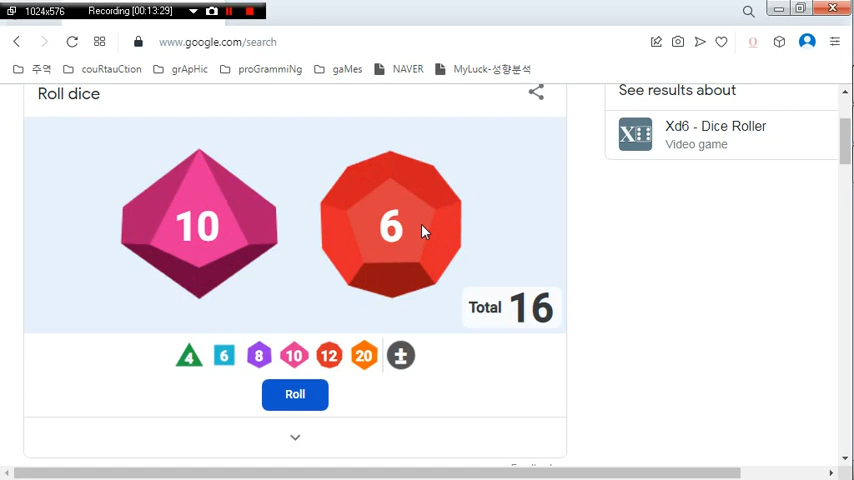 1024x576 Recording [00:13:29]
www.google.com/search
주역 couRtauCtion grApHic proGrammiNg gaMes NAVER MyLuck-성향분석
Roll dice
See results about
Xd6 - Dice Roller
Video game
X
10 6
Total 16
4 6 8 10 12 20 ±
Roll